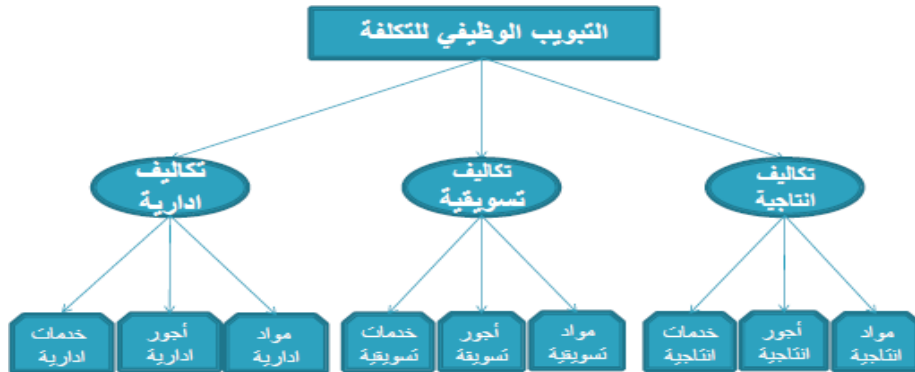 التبويب الوظيفي للتكلفة
تكاليف
انتاجية
تكاليف
تسويقية
تكاليف
ادارية
مواد
انتاجية
أجور
انتاجية
خدمات
انتاجية
مواد
تسويقية
أجور
تسويقة
خدمات
تسويقية
مواد
ادارية
أجور
ادارية
خدمات
ادارية